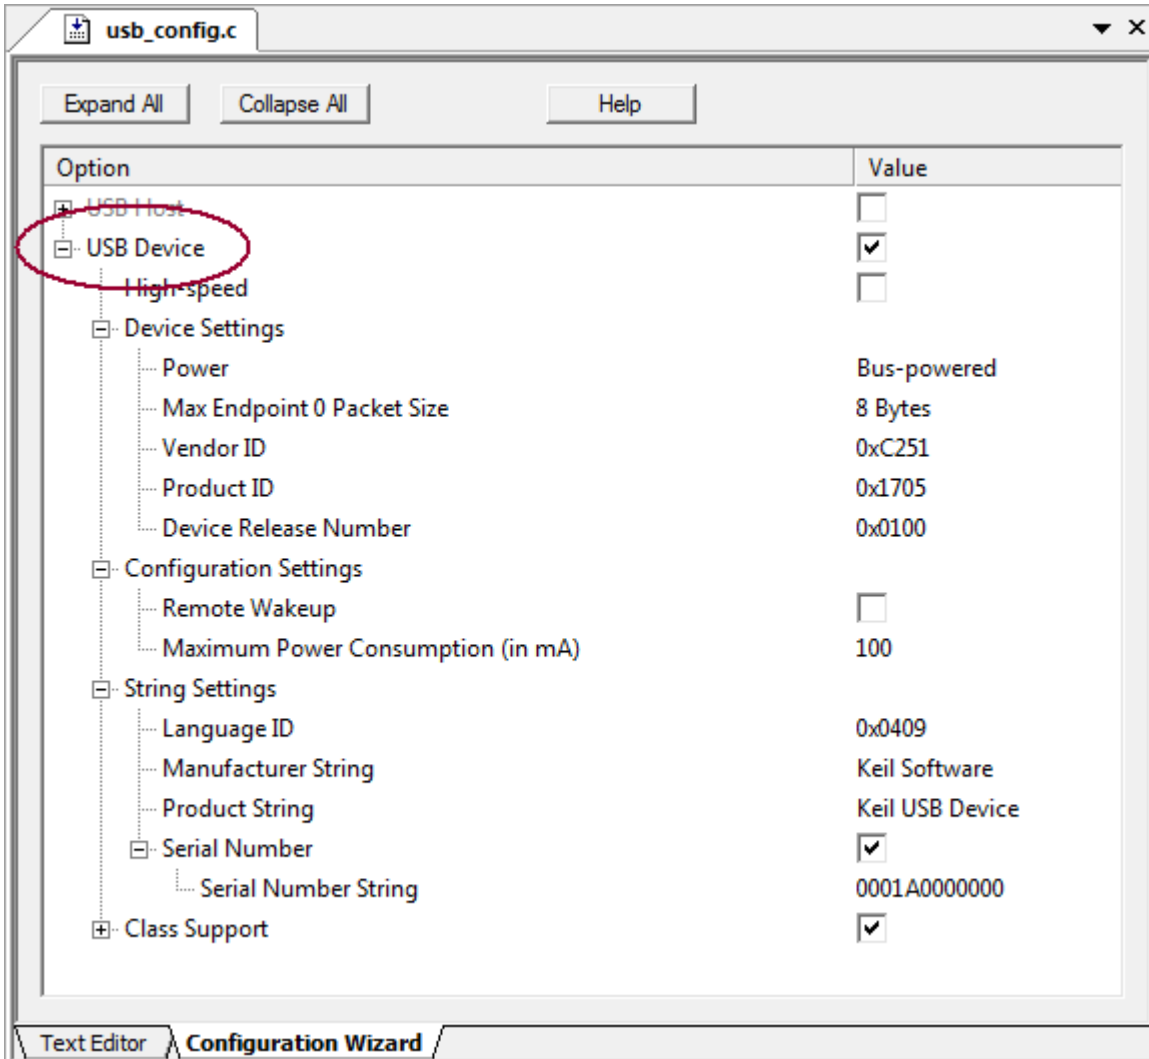 usb_config.c
Expand All Collapse All Help
Option Value
USB Host
USB Device
High-speed
Device Settings
Power Bus-powered
Max Endpoint 0 Packet Size 8 Bytes
Vendor ID 0xC251
Product ID 0x1705
Device Release Number 0x0100
Configuration Settings
Remote Wakeup
Maximum Power Consumption (in mA) 100
String Settings
Language ID 0x0409
Manufacturer String Keil Software
Product String Keil USB Device
Serial Number
Serial Number String 0001A0000000
Class Support
Text Editor Configuration Wizard